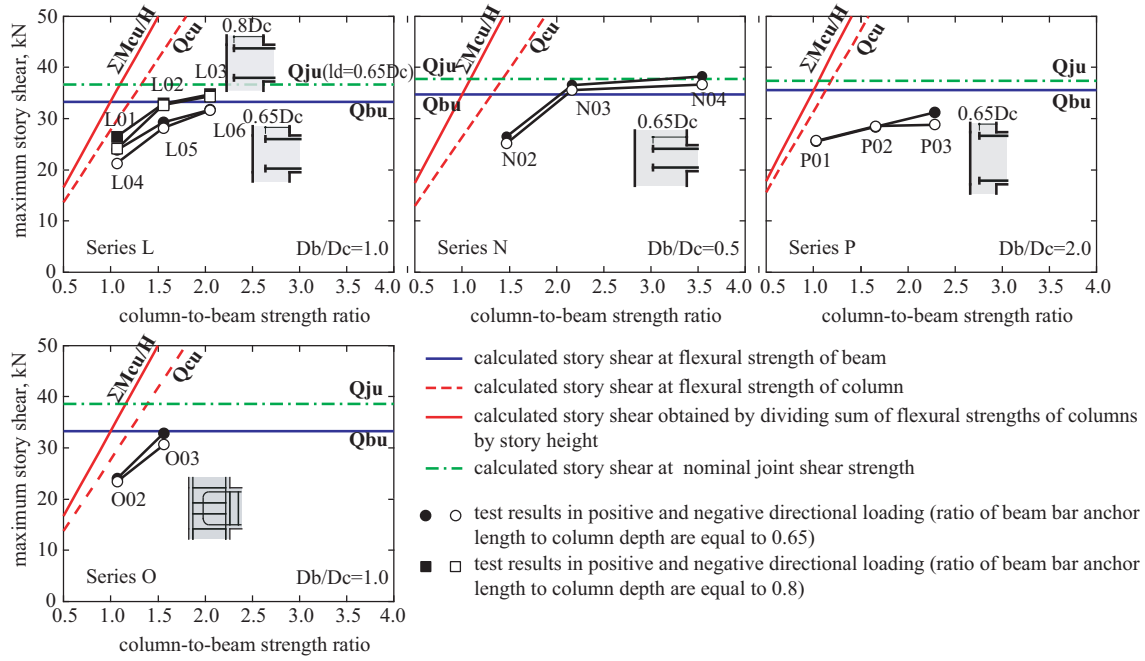 maximum story shear, kN
50
40
30
20
10
0
ΣMcu/H
Qcu
0.8Dc
L01
L02
L03
Qju(ld=0.65Dc)
Qbu
L04
L05
L06
0.65Dc
Series L
Db/Dc=1.0
0.5 1.0 1.5 2.0 2.5 3.0 3.5 4.0
column-to-beam strength ratio
ΣMcu/H
Qcu
Qju
Qbu
N02
N03
N04
0.65Dc
Series N
Db/Dc=0.5
0.5 1.0 1.5 2.0 2.5 3.0 3.5 4.0
column-to-beam strength ratio
ΣMcu/H
Qcu
Qju
Qbu
P01
P02
P03
0.65Dc
Series P
Db/Dc=2.0
0.5 1.0 1.5 2.0 2.5 3.0 3.5 4.0
column-to-beam strength ratio
maximum story shear, kN
50
40
30
20
10
0
ΣMcu/H
Qcu
Qju
Qbu
O02
O03
Series O
Db/Dc=1.0
0.5 1.0 1.5 2.0 2.5 3.0 3.5 4.0
column-to-beam strength ratio
calculated story shear at flexural strength of beam
calculated story shear at flexural strength of column
calculated story shear obtained by dividing sum of flexural strengths of columns
by story height
calculated story shear at nominal joint shear strength
test results in positive and negative directional loading (ratio of beam bar anchor
length to column depth are equal to 0.65)
test results in positive and negative directional loading (ratio of beam bar anchor
length to column depth are equal to 0.8)